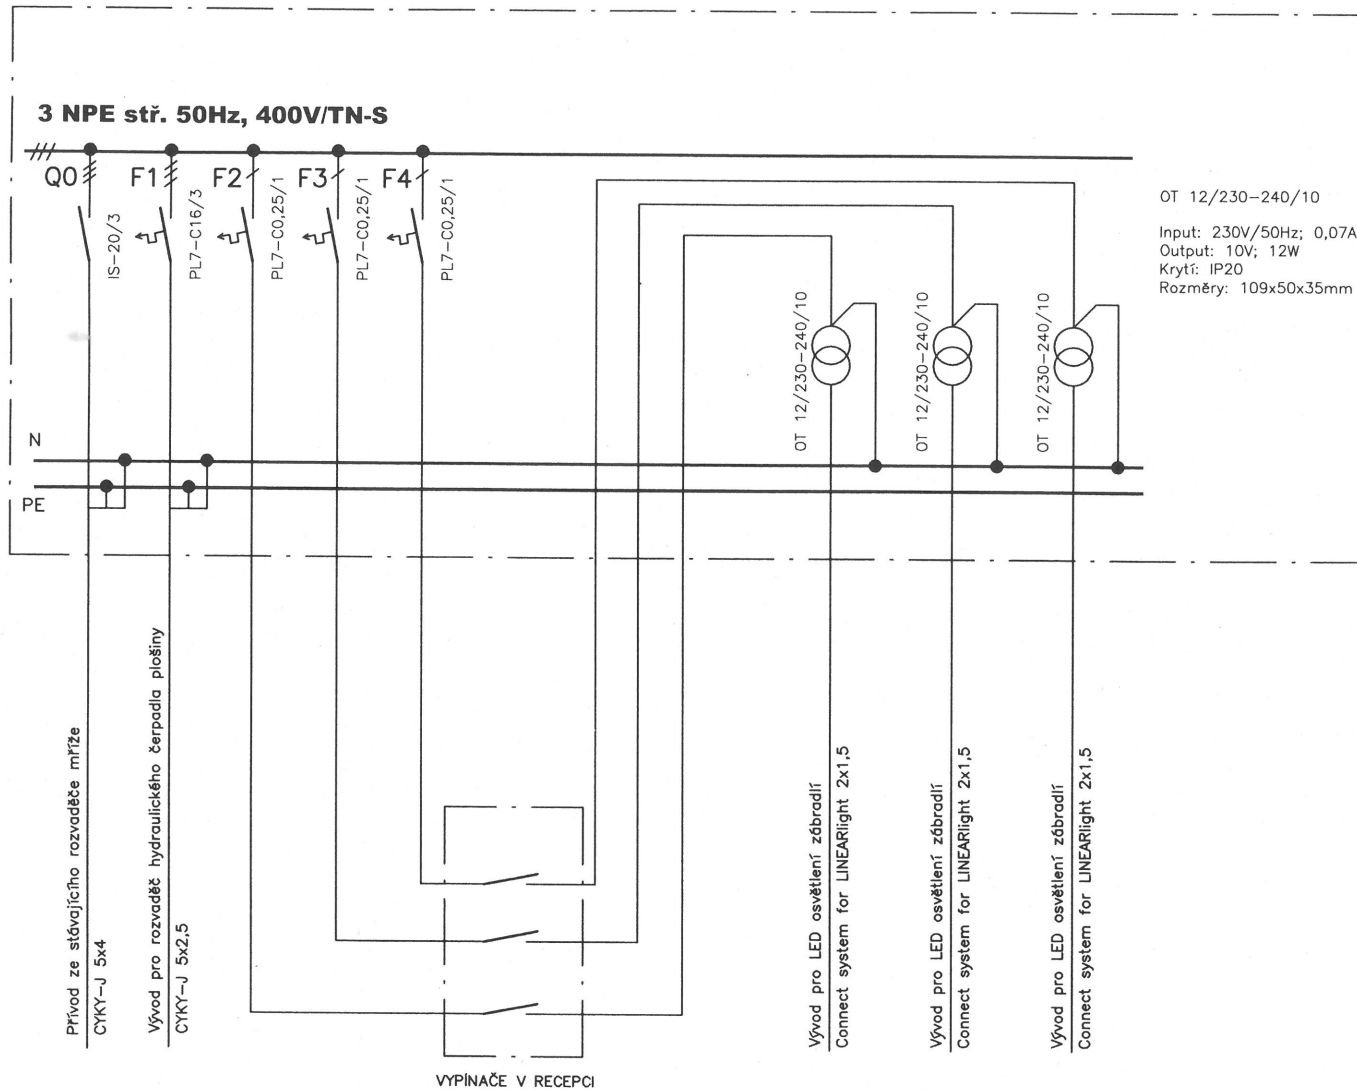 3 NPE stř. 50Hz, 400V/TN-S
Q0
F1
F2
F3
F4
IS-20/3
PL7-C16/3
PL7-C0,25/1
PL7-C0,25/1
PL7-C0,25/1
OT 12/230-240/10
Input: 230V/50Hz; 0,07A
Output: 10V; 12W
Krytí: IP20
Rozměry: 109x50x35mm
OT 12/230-240/10
OT 12/230-240/10
OT 12/230-240/10
N
PE
Přívod ze stávajícího rozvaděče mříže
CYKY-J 5x4
Vývod pro rozvaděč hydraulického čerpadla plošiny
CYKY-J 5x2,5
Vývod pro LED osvětlení zábradlí
Connect system for LINEARlight 2x1,5
Vývod pro LED osvětlení zábradlí
Connect system for LINEARlight 2x1,5
Vývod pro LED osvětlení zábradlí
Connect system for LINEARlight 2x1,5
VYPÍNAČE V RECEPCI